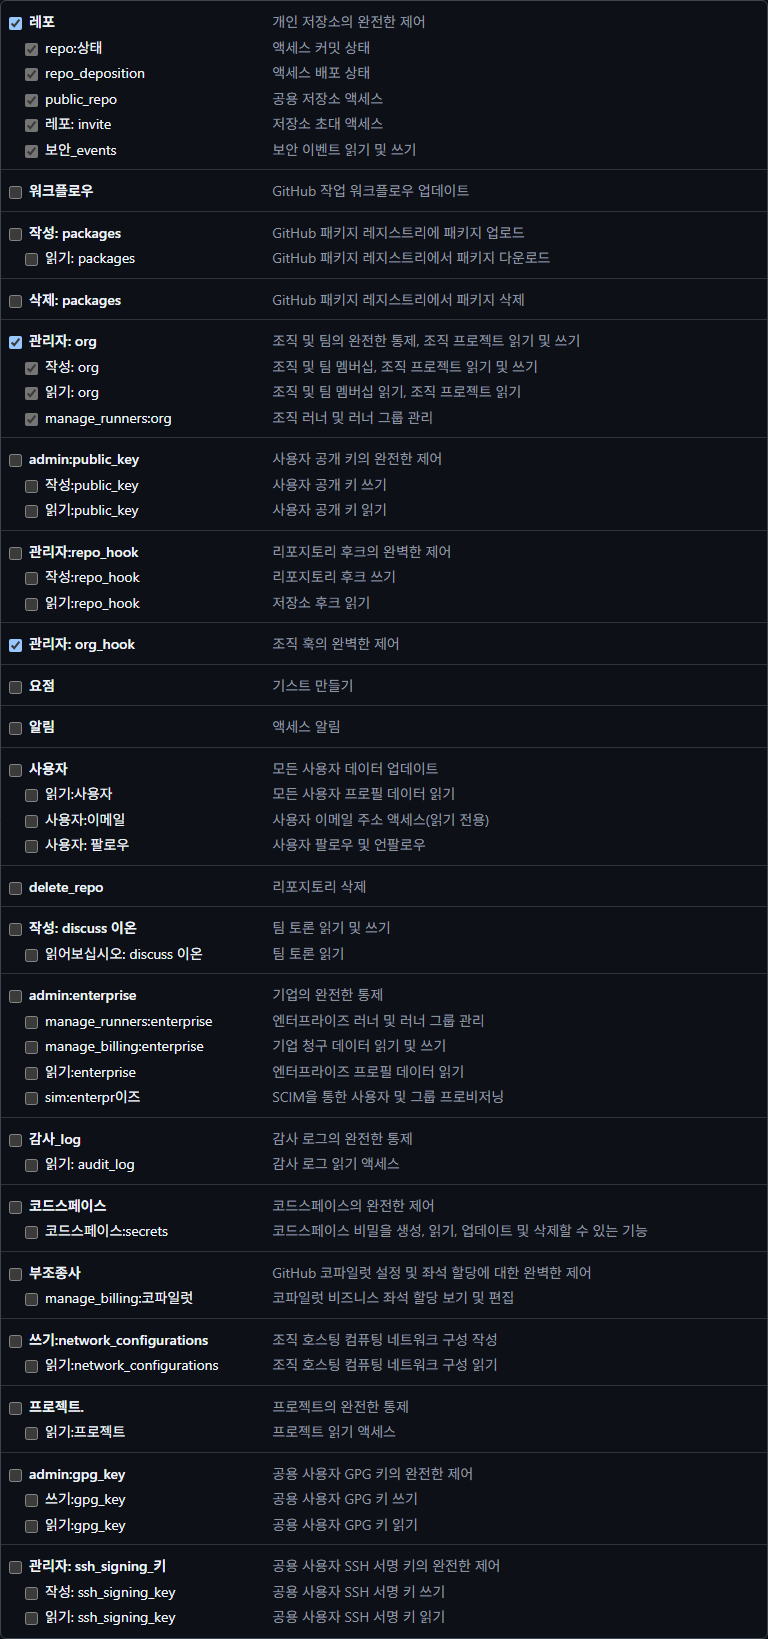 레포 개인 저장소의 완전한 제어
repo:상태 액세스 커밋 상태
repo_deposition 액세스 배포 상태
public_repo 공용 저장소 액세스
레포: invite 저장소 초대 액세스
보안_events 보안 이벤트 읽기 및 쓰기
워크플로우 GitHub 작업 워크플로우 업데이트
작성: packages GitHub 패키지 레지스트리에 패키지 업로드
읽기: packages GitHub 패키지 레지스트리에서 패키지 다운로드
삭제: packages GitHub 패키지 레지스트리에서 패키지 삭제
관리자: org 조직 및 팀의 완전한 통제, 조직 프로젝트 읽기 및 쓰기
작성: org 조직 및 팀 멤버십, 조직 프로젝트 읽기 및 쓰기
읽기: org 조직 및 팀 멤버십 읽기, 조직 프로젝트 읽기
manage_runners:org 조직 러너 및 러너 그룹 관리
admin:public_key 사용자 공개 키의 완전한 제어
작성:public_key 사용자 공개 키 쓰기
읽기:public_key 사용자 공개 키 읽기
관리자:repo_hook 리포지토리 후크의 완벽한 제어
작성:repo_hook 리포지토리 후크 쓰기
읽기:repo_hook 저장소 후크 읽기
관리자: org_hook 조직 훅의 완벽한 제어
요점 기스트 만들기
알림 액세스 알림
사용자 모든 사용자 데이터 업데이트
읽기:사용자 모든 사용자 프로필 데이터 읽기
사용자:이메일 사용자 이메일 주소 액세스(읽기 전용)
사용자: 팔로우 사용자 팔로우 및 언팔로우
delete_repo 리포지토리 삭제
작성: discuss 이온 팀 토론 읽기 및 쓰기
읽어보십시오: discuss 이온 팀 토론 읽기
admin:enterprise 기업의 완전한 통제
manage_runners:enterprise 엔터프라이즈 러너 및 러너 그룹 관리
manage_billing:enterprise 기업 청구 데이터 읽기 및 쓰기
읽기:enterprise 엔터프라이즈 프로필 데이터 읽기
sim:enterpr이즈 SCIM을 통한 사용자 및 그룹 프로비저닝
감사_log 감사 로그의 완전한 통제
읽기: audit_log 감사 로그 읽기 액세스
코드스페이스 코드스페이스의 완전한 제어
코드스페이스:secrets 코드스페이스 비밀을 생성, 읽기, 업데이트 및 삭제할 수 있는 기능
부조종사 GitHub 코파일럿 설정 및 좌석 할당에 대한 완벽한 제어
manage_billing:코파일럿 코파일럿 비즈니스 좌석 할당 보기 및 편집
쓰기:network_configurations 조직 호스팅 컴퓨팅 네트워크 구성 작성
읽기:network_configurations 조직 호스팅 컴퓨팅 네트워크 구성 읽기
프로젝트. 프로젝트의 완전한 통제
읽기:프로젝트 프로젝트 읽기 액세스
admin:gpg_key 공용 사용자 GPG 키의 완전한 제어
쓰기:gpg_key 공용 사용자 GPG 키 쓰기
읽기:gpg_key 공용 사용자 GPG 키 읽기
관리자: ssh_signing_키 공용 사용자 SSH 서명 키의 완전한 제어
작성: ssh_signing_key 공용 사용자 SSH 서명 키 쓰기
읽기: ssh_signing_key 공용 사용자 SSH 서명 키 읽기